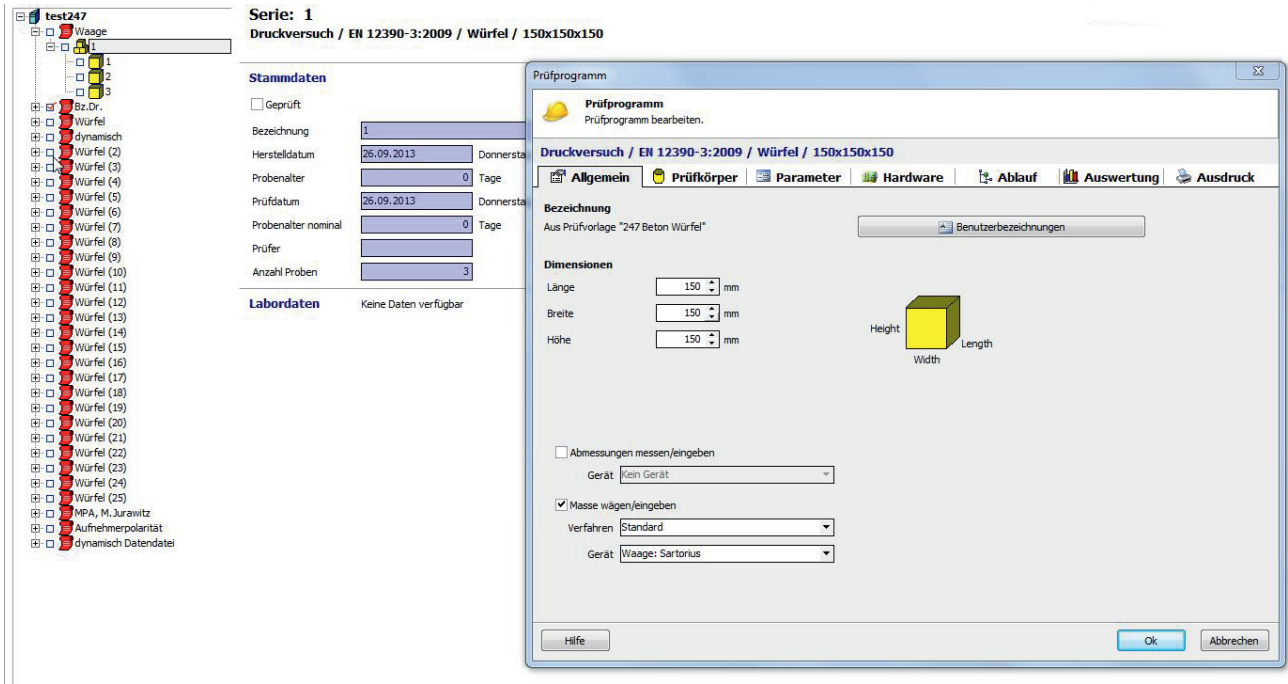 test247
Waage
1
1
2
3
Bz.Dr.
Würfel
dynamisch
Würfel (2)
Würfel (3)
Würfel (4)
Würfel (5)
Würfel (6)
Würfel (7)
Würfel (8)
Würfel (9)
Würfel (10)
Würfel (11)
Würfel (12)
Würfel (13)
Würfel (14)
Würfel (15)
Würfel (16)
Würfel (17)
Würfel (18)
Würfel (19)
Würfel (20)
Würfel (21)
Würfel (22)
Würfel (23)
Würfel (24)
Würfel (25)
MPA, M.Jurawitz
Aufnehmerpolarität
dynamisch Datendatei
Serie: 1
Druckversuch / EN 12390-3:2009 / Würfel / 150x150x150
Stammdaten
Geprüft
Bezeichnung 1
Herstelldatum 26.09.2013 Donnersta
Probenalter 0 Tage
Prüfdatum 26.09.2013 Donnersta
Probenalter nominal 0 Tage
Prüfer
Anzahl Proben 3
Labordaten Keine Daten verfügbar
Prüfprogramm
Prüfprogramm
Prüfprogramm bearbeiten.
Druckversuch / EN 12390-3:2009 / Würfel / 150x150x150
Allgemein Prüfkörper Parameter Hardware Ablauf Auswertung Ausdruck
Bezeichnung
Aus Prüfvorlage "247 Beton Würfel" Benutzerbezeichnungen
Dimensionen
Länge 150 mm
Breite 150 mm
Höhe 150 mm
Height
Length
Width
Abmessungen messen/eingeben
Gerät Kein Gerät
Masse wägen/eingeben
Verfahren Standard
Gerät Waage: Sartorius
Hilfe Ok Abbrechen